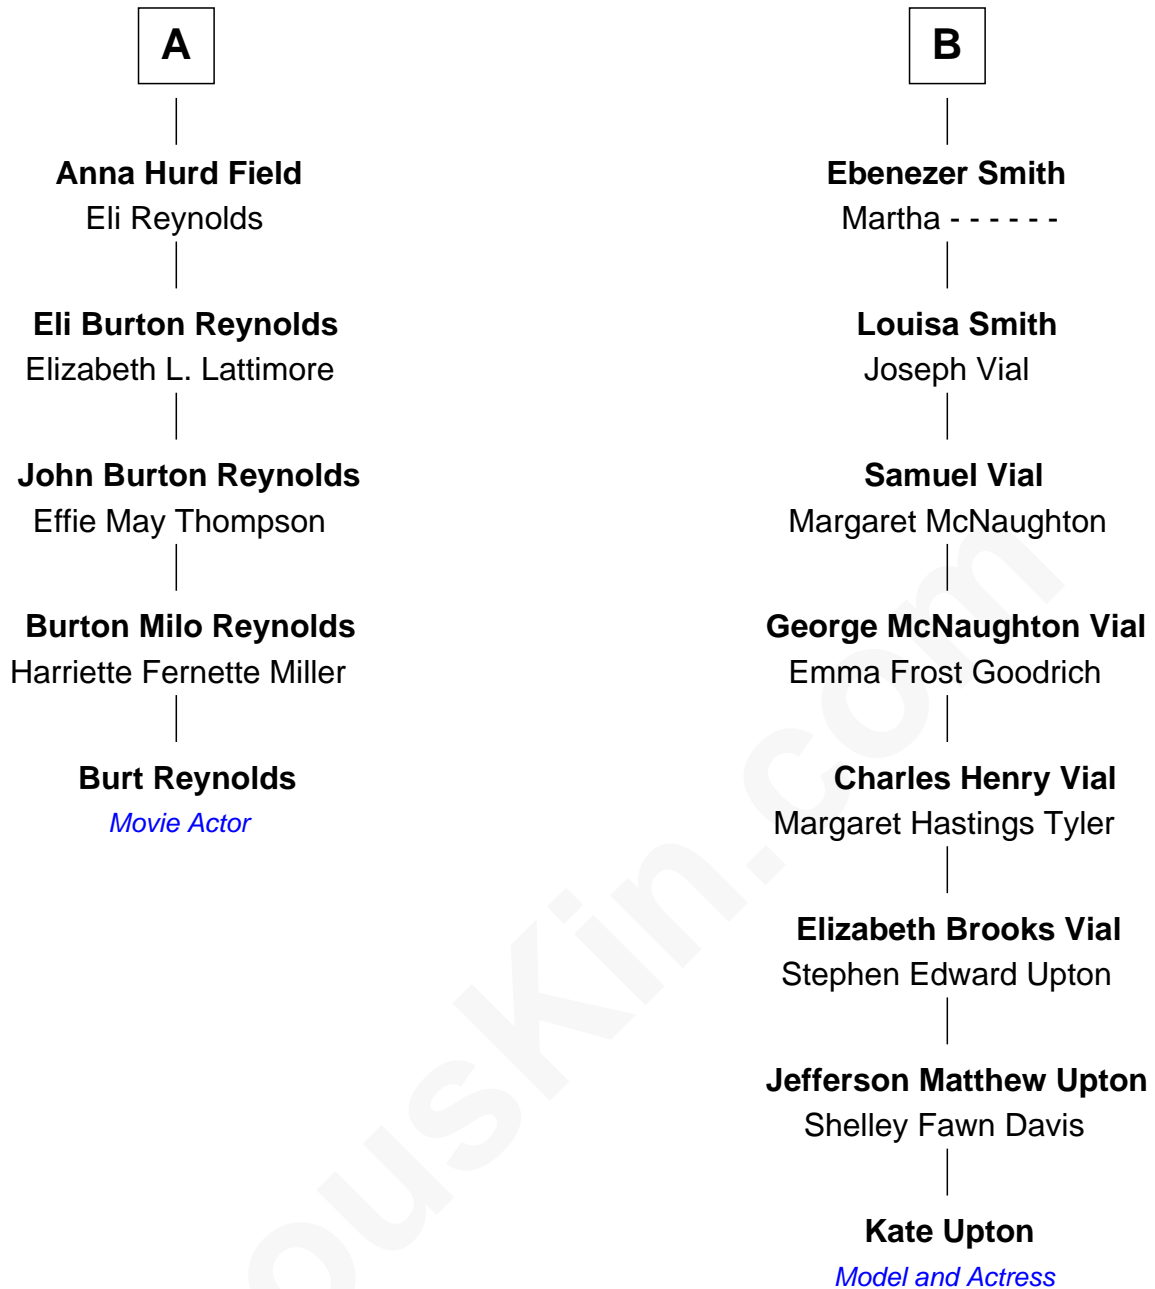 A
Anna Hurd Field
Eli Reynolds
Eli Burton Reynolds
Elizabeth L. Lattimore
John Burton Reynolds
Effie May Thompson
Burton Milo Reynolds
Harriette Fernette Miller
Burt Reynolds
Movie Actor
B
Ebenezer Smith
Martha - - - - - -
Louisa Smith
Joseph Vial
Samuel Vial
Margaret McNaughton
George McNaughton Vial
Emma Frost Goodrich
Charles Henry Vial
Margaret Hastings Tyler
Elizabeth Brooks Vial
Stephen Edward Upton
Jefferson Matthew Upton
Shelley Fawn Davis
Kate Upton
Model and Actress
ousKin.com